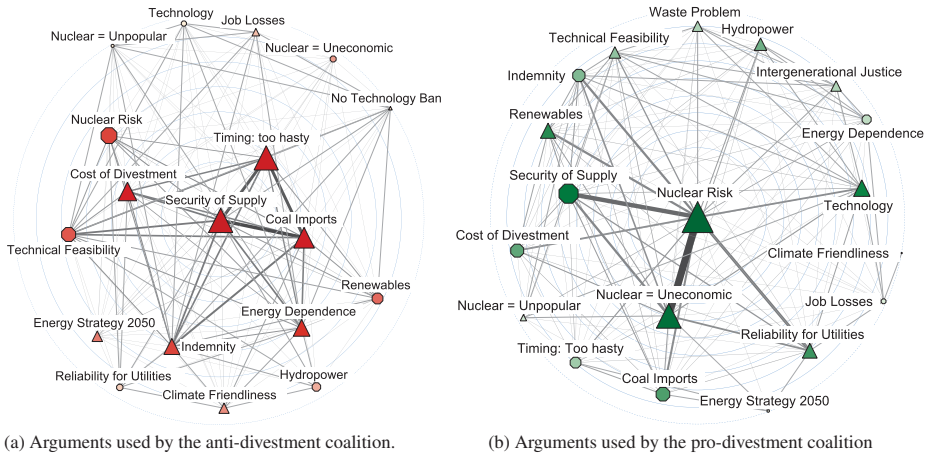 Technology
Job Losses
Nuclear = Unpopular
Nuclear = Uneconomic
No Technology Ban
Nuclear Risk
Timing: too hasty
Cost of Divestment
Security of Supply
Coal Imports
Technical Feasibility
Renewables
Energy Dependence
Energy Strategy 2050
Indemnity
Reliability for Utilities
Hydropower
Climate Friendliness
(a) Arguments used by the anti-divestment coalition.
Waste Problem
Hydropower
Technical Feasibility
Indemnity
Intergenerational Justice
Renewables
Energy Dependence
Security of Supply
Nuclear Risk
Technology
Cost of Divestment
Climate Friendliness
Nuclear = Uneconomic
Job Losses
Nuclear = Unpopular
Reliability for Utilities
Timing: Too hasty
Coal Imports
Energy Strategy 2050
(b) Arguments used by the pro-divestment coalition